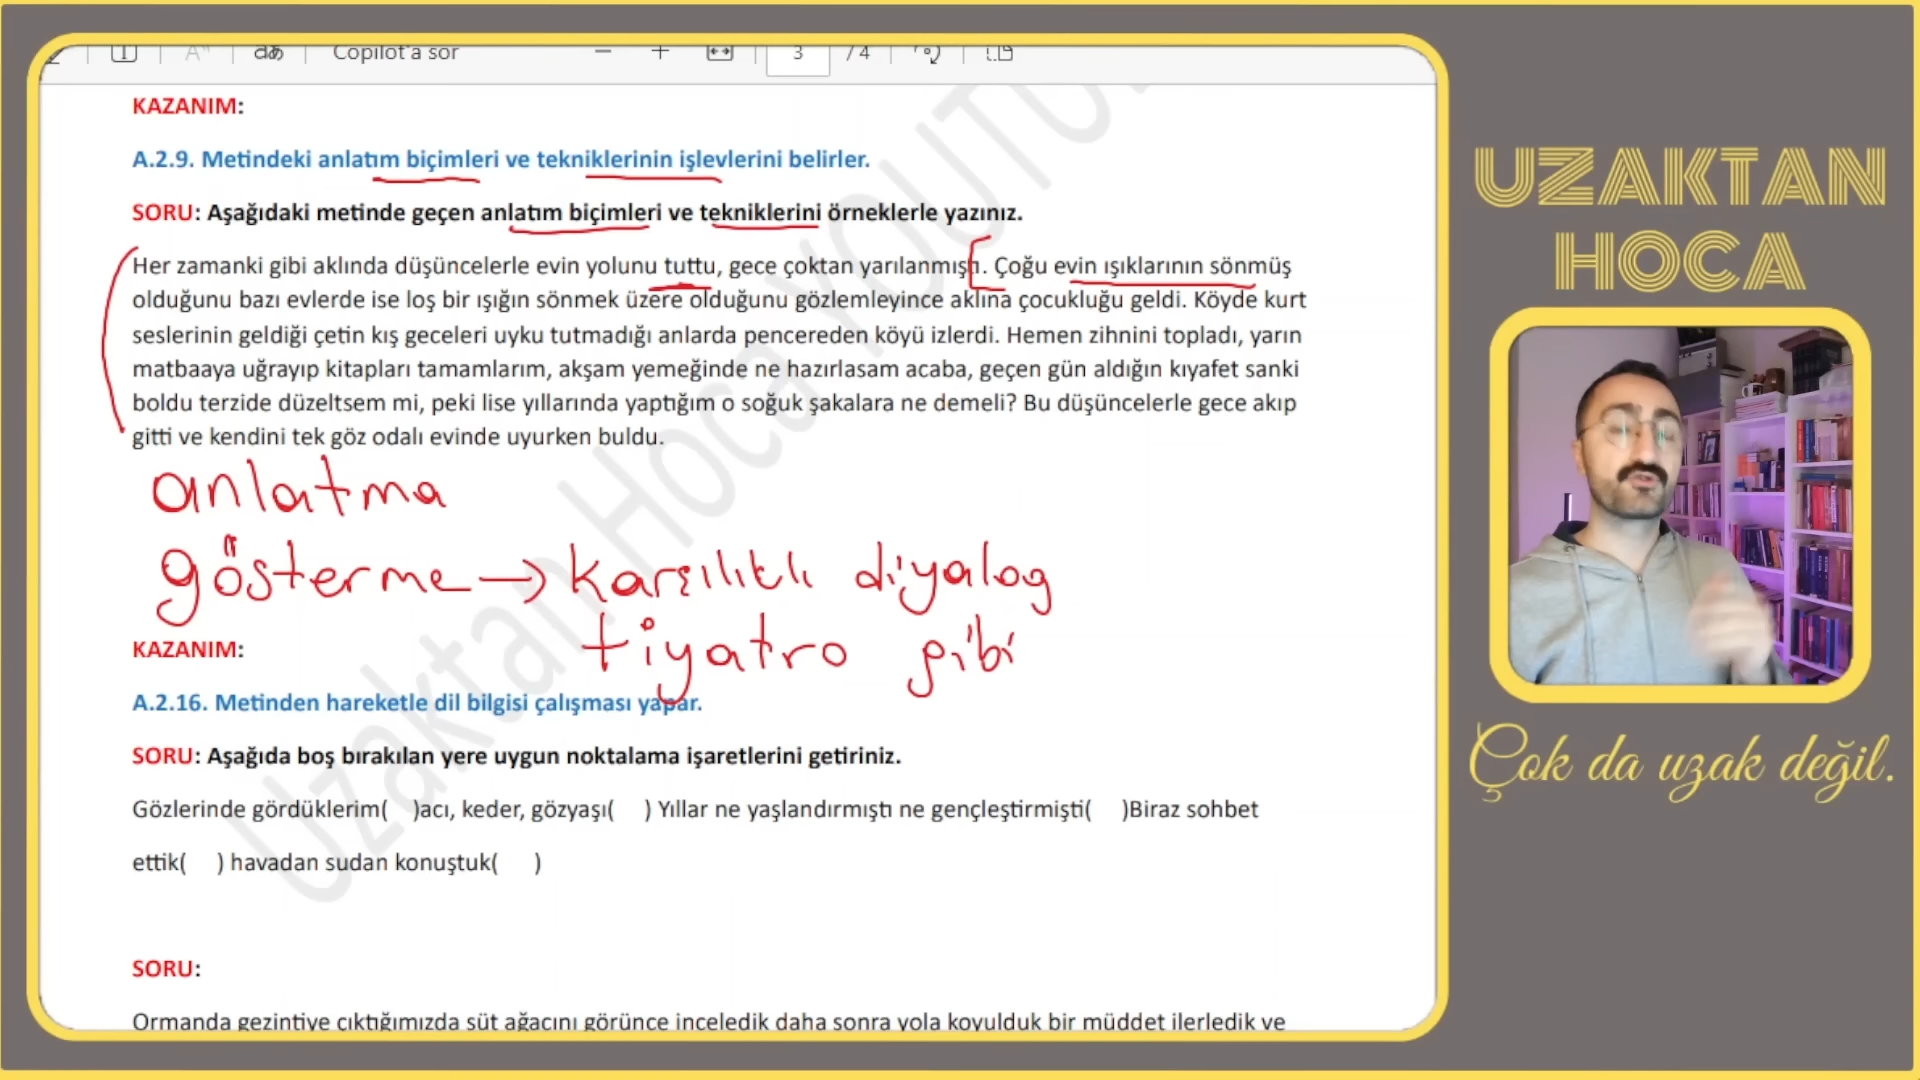 Copilot'a sor
3 / 4
KAZANIM:
A.2.9. Metindeki anlatım biçimleri ve tekniklerinin işlevlerini belirler.
SORU: Aşağıdaki metinde geçen anlatım biçimleri ve tekniklerini örneklerle yazınız.
Her zamanki gibi aklında düşüncelerle evin yolunu tuttu, gece çoktan yarılanmıştı. Çoğu evin ışıklarının sönmüş
olduğunu bazı evlerde ise loş bir ışığın sönmek üzere olduğunu gözlemleyince aklına çocukluğu geldi. Köyde kurt
seslerinin geldiği çetin kış geceleri uyku tutmadığı anlarda pencereden köyü izlerdi. Hemen zihnini topladı, yarın
matbaaya uğrayıp kitapları tamamlarım, akşam yemeğinde ne hazırlasam acaba, geçen gün aldığın kıyafet sanki
boldu terzide düzeltsem mi, peki lise yıllarında yaptığım o soğuk şakalara ne demeli? Bu düşüncelerle gece akıp
gitti ve kendini tek göz odalı evinde uyurken buldu.
anlatma
gösterme → karşılıklı diyalog
tiyatro gibi
KAZANIM:
A.2.16. Metinden hareketle dil bilgisi çalışması yapar.
SORU: Aşağıda boş bırakılan yere uygun noktalama işaretlerini getiriniz.
Gözlerinde gördüklerim( )acı, keder, gözyaşı( ) Yıllar ne yaşlandırmıştı ne gençleştirmişti( )Biraz sohbet
ettik( ) havadan sudan konuştuk( )
SORU:
Ormanda gezintiye çıktığımızda süt ağacını görünce inceledik daha sonra yola koyulduk bir müddet ilerledik ve
Uzaktan Hoca YOUTU
UZAKTAN
HOCA
Çok da uzak değil.